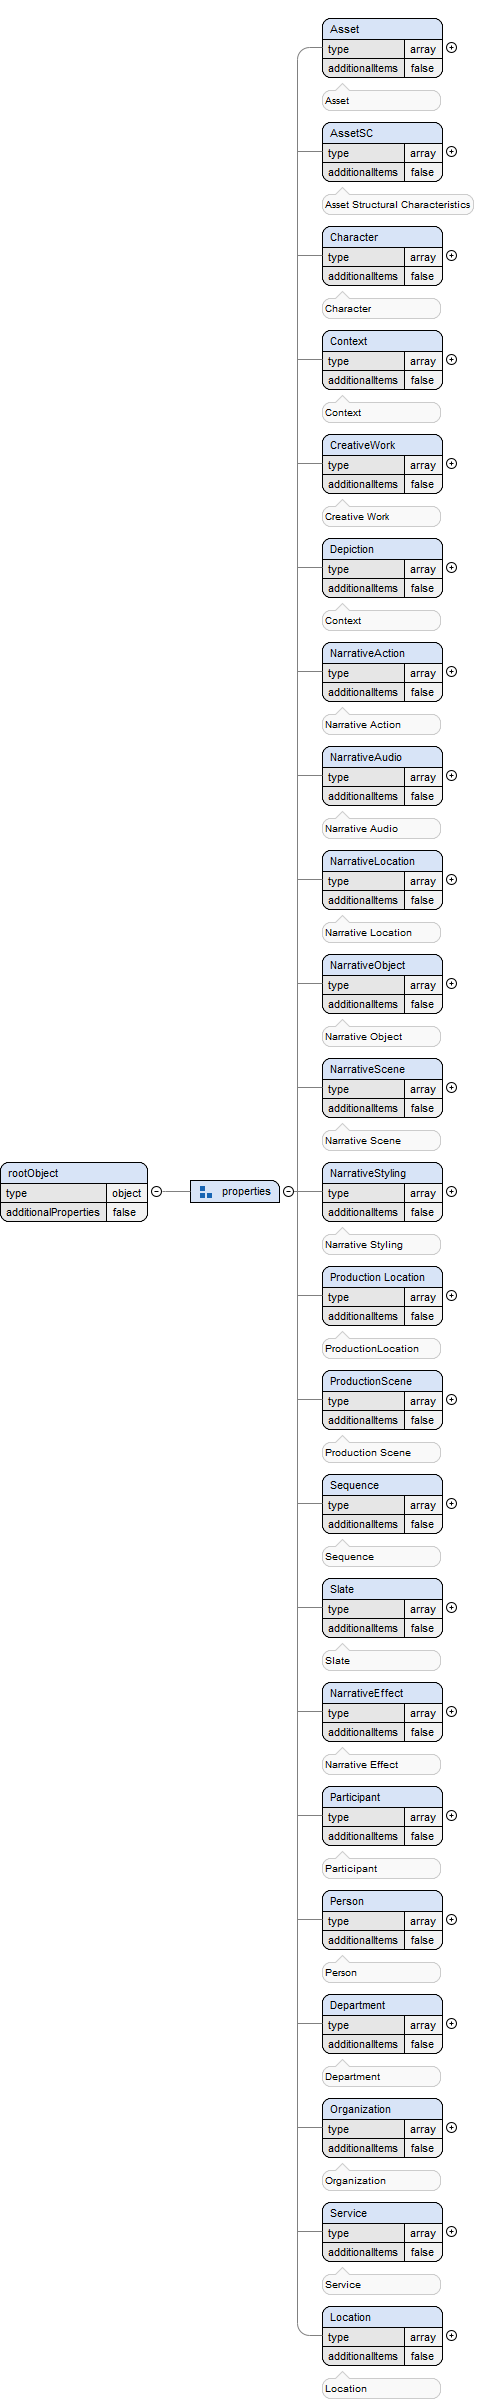 Asset
type array
additionalItems false
Asset
AssetSC
type array
additionalItems false
Asset Structural Characteristics
Character
type array
additionalItems false
Character
Context
type array
additionalItems false
Context
CreativeWork
type array
additionalItems false
Creative Work
Depiction
type array
additionalItems false
Context
NarrativeAction
type array
additionalItems false
Narrative Action
NarrativeAudio
type array
additionalItems false
Narrative Audio
NarrativeLocation
type array
additionalItems false
Narrative Location
NarrativeObject
type array
additionalItems false
Narrative Object
NarrativeScene
type array
additionalItems false
Narrative Scene
rootObject
type object
additionalProperties false
properties
NarrativeStyling
type array
additionalItems false
Narrative Styling
Production Location
type array
additionalItems false
ProductionLocation
ProductionScene
type array
additionalItems false
Production Scene
Sequence
type array
additionalItems false
Sequence
Slate
type array
additionalItems false
Slate
NarrativeEffect
type array
additionalItems false
Narrative Effect
Participant
type array
additionalItems false
Participant
Person
type array
additionalItems false
Person
Department
type array
additionalItems false
Department
Organization
type array
additionalItems false
Organization
Service
type array
additionalItems false
Service
Location
type array
additionalItems false
Location